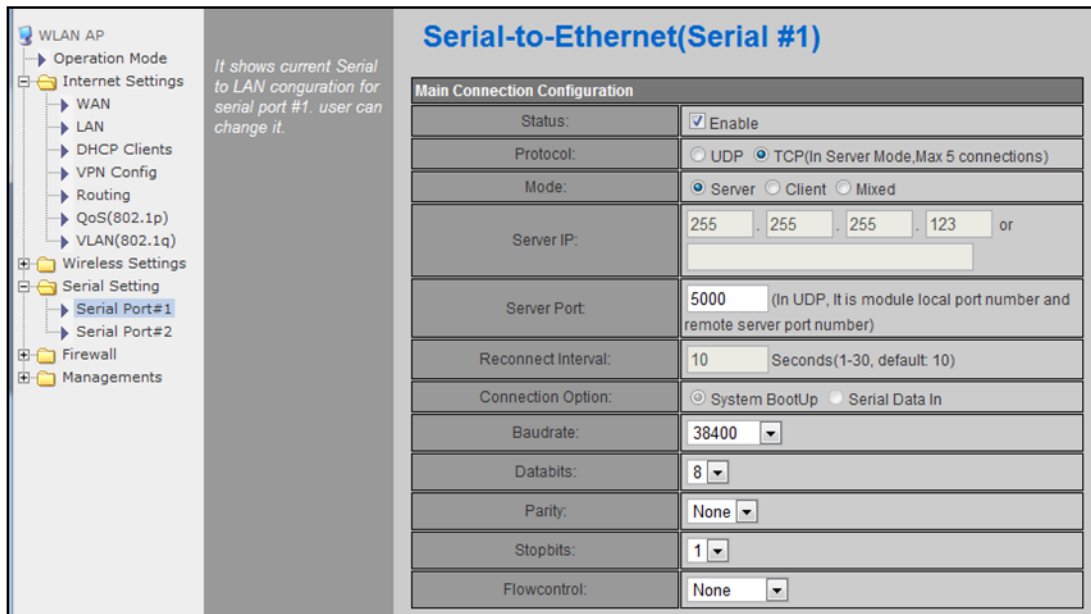 WLAN AP
Operation Mode
Internet Settings
WAN
LAN
DHCP Clients
VPN Config
Routing
QoS(802.1p)
VLAN(802.1q)
Wireless Settings
Serial Setting
Serial Port#1
Serial Port#2
Firewall
Managements
It shows current Serial
to LAN conguration for
serial port #1. user can
change it.
Serial-to-Ethernet(Serial #1)
Main Connection Configuration
Status: Enable
Protocol: UDP TCP(In Server Mode,Max 5 connections)
Mode: Server Client Mixed
Server IP: 255 . 255 . 255 . 123 or
Server Port: 5000 (In UDP, It is module local port number and
remote server port number)
Reconnect Interval: 10 Seconds(1-30, default: 10)
Connection Option: System BootUp Serial Data In
Baudrate: 38400
Databits: 8
Parity: None
Stopbits: 1
Flowcontrol: None